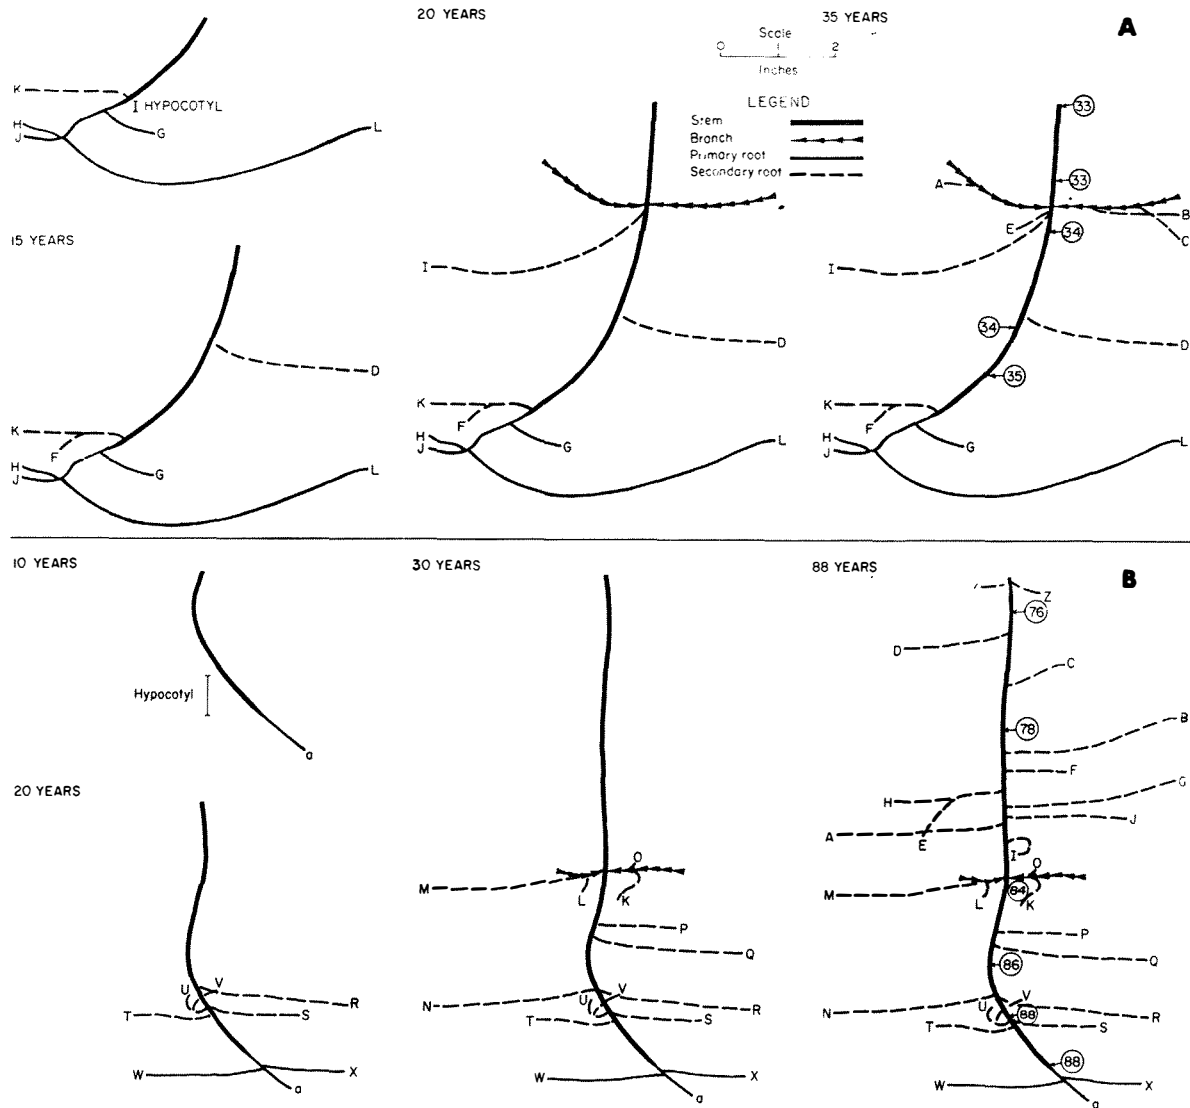 20 YEARS
35 YEARS
A
Scale
0 1 2
Inches
LEGEND
Stem
Branch
Primary root
Secondary root
K
I HYPOCOTYL
H
J
G
L
15 YEARS
D
K
F
H
J
G
L
I
D
K
F
H
J
G
L
33
33
A
B
C
E
34
I
34
D
35
K
F
H
J
G
L
10 YEARS
30 YEARS
88 YEARS
B
Hypocotyl
a
20 YEARS
U
V
R
T
S
W
X
a
O
M
L
K
P
Q
N
U
V
R
T
S
W
X
a
Z
76
D
C
B
78
F
G
H
E
J
A
I
O
M
L
84
K
P
Q
86
N
U
V
R
T
88
S
88
W
X
a